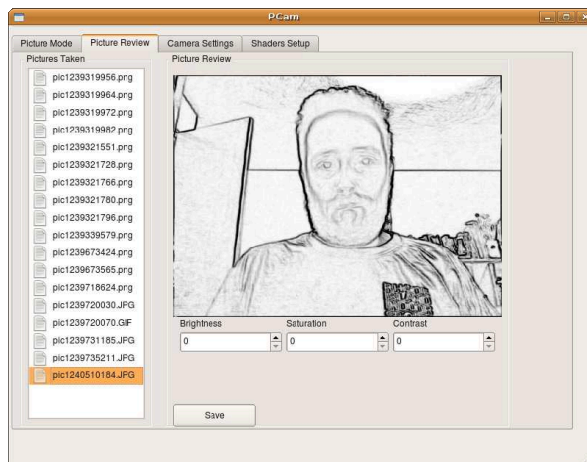 PCam
Picture Mode
Picture Review
Camera Settings
Shaders Setup
Pictures Taken
pic1239319956.png
pic1239319964.png
pic1239319972.png
pic1239319982.png
pic1239321551.png
pic1239321728.png
pic1239321766.png
pic1239321780.png
pic1239321796.png
pic1239339579.png
pic1239673424.png
pic1239673565.png
pic1239718624.png
pic1239720030.JPG
pic1239720070.GIF
pic1239731185.JPG
pic1239735211.JPG
pic1240510184.JPG
Picture Review
Brightness
Saturation
Contrast
0
0
0
Save